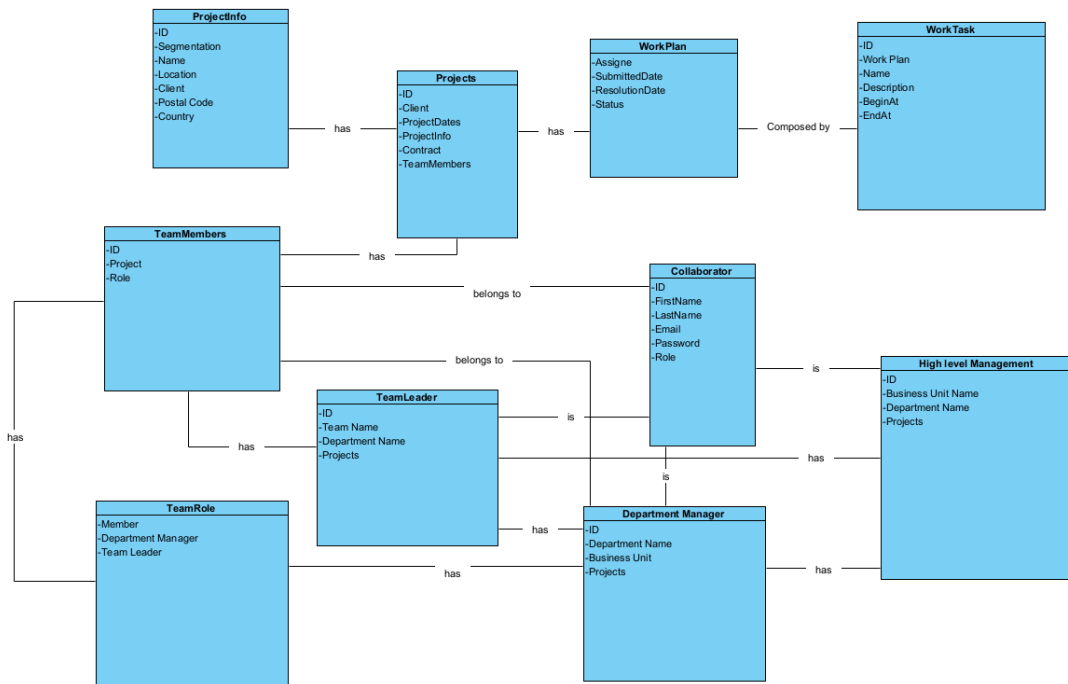 ProjectInfo
-ID
-Segmentation
-Name
-Location
-Client
-Postal Code
-Country
has
Projects
-ID
-Client
-ProjectDates
-ProjectInfo
-Contract
-TeamMembers
has
WorkPlan
-Assigne
-SubmittedDate
-ResolutionDate
-Status
Composed by
WorkTask
-ID
-Work Plan
-Name
-Description
-BeginAt
-EndAt
TeamMembers
-ID
-Project
-Role
has
belongs to
belongs to
Collaborator
-ID
-FirstName
-LastName
-Email
-Password
-Role
is
High level Management
-ID
-Business Unit Name
-Department Name
-Projects
has
has
TeamLeader
-ID
-Team Name
-Department Name
-Projects
is
has
is
has
TeamRole
-Member
-Department Manager
-Team Leader
has
Department Manager
-ID
-Department Name
-Business Unit
-Projects
has